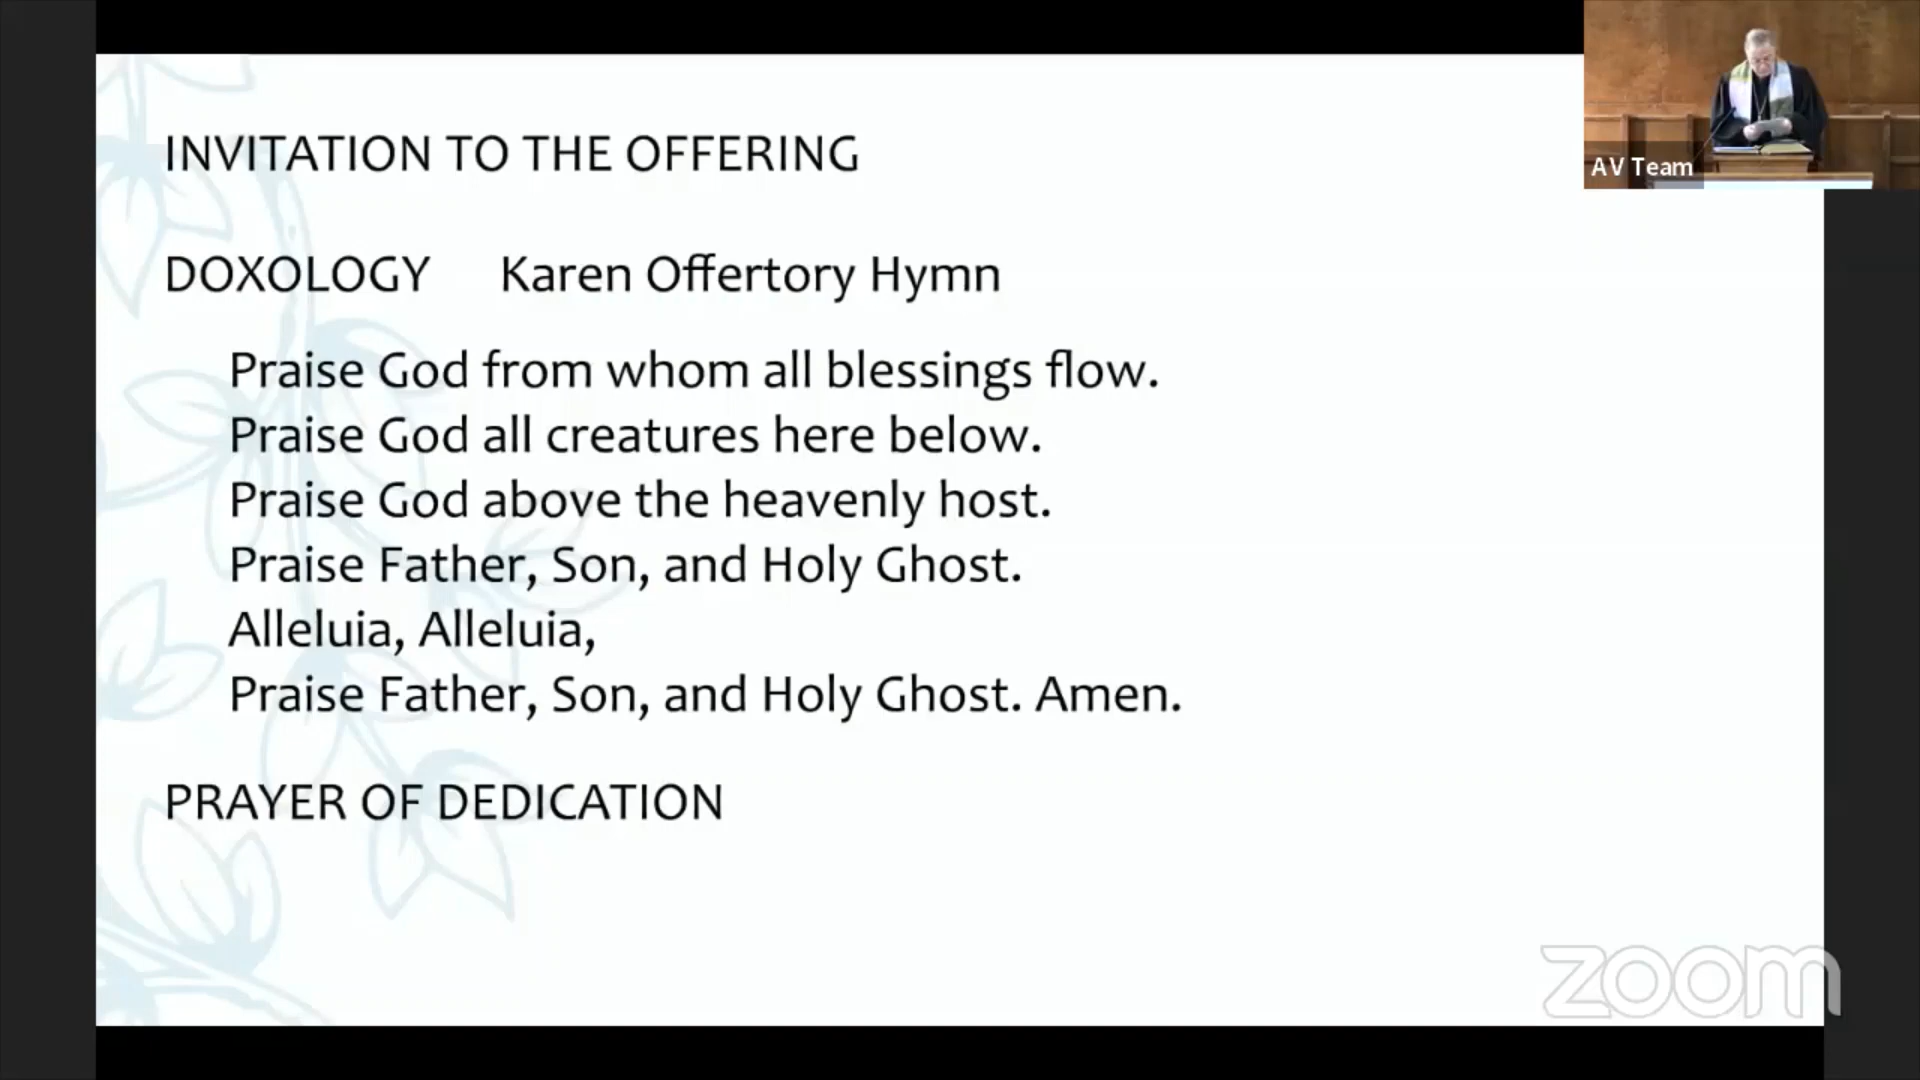 INVITATION TO THE OFFERING
DOXOLOGY Karen Offertory Hymn
Praise God from whom all blessings flow.
Praise God all creatures here below.
Praise God above the heavenly host.
Praise Father, Son, and Holy Ghost.
Alleluia, Alleluia,
Praise Father, Son, and Holy Ghost. Amen.
PRAYER OF DEDICATION
AV Team
zoom